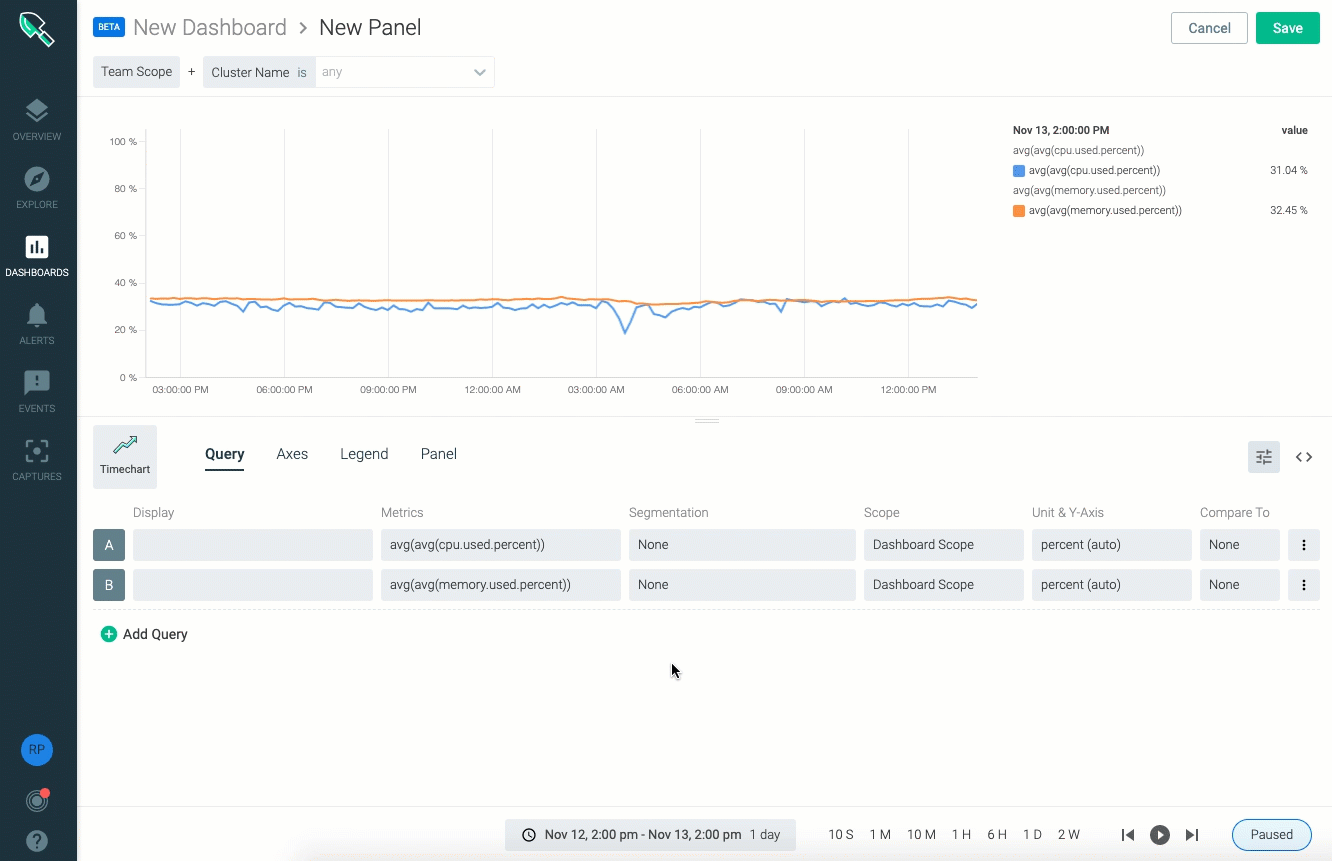 BETA New Dashboard > New Panel
Cancel
Save
Team Scope + Cluster Name is any
OVERVIEW
EXPLORE
DASHBOARDS
ALERTS
EVENTS
CAPTURES
RP
100 %
80 %
60 %
40 %
20 %
0 %
03:00:00 PM 06:00:00 PM 09:00:00 PM 12:00:00 AM 03:00:00 AM 06:00:00 AM 09:00:00 AM 12:00:00 PM
Nov 13, 2:00:00 PM value
avg(avg(cpu.used.percent))
avg(avg(cpu.used.percent)) 31.04 %
avg(avg(memory.used.percent))
avg(avg(memory.used.percent)) 32.45 %
Timechart
Query Axes Legend Panel
Display Metrics Segmentation Scope Unit & Y-Axis Compare To
A avg(avg(cpu.used.percent)) None Dashboard Scope percent (auto) None
B avg(avg(memory.used.percent)) None Dashboard Scope percent (auto) None
+ Add Query
Nov 12, 2:00 pm - Nov 13, 2:00 pm 1 day
10 S 1 M 10 M 1 H 6 H 1 D 2 W
Paused